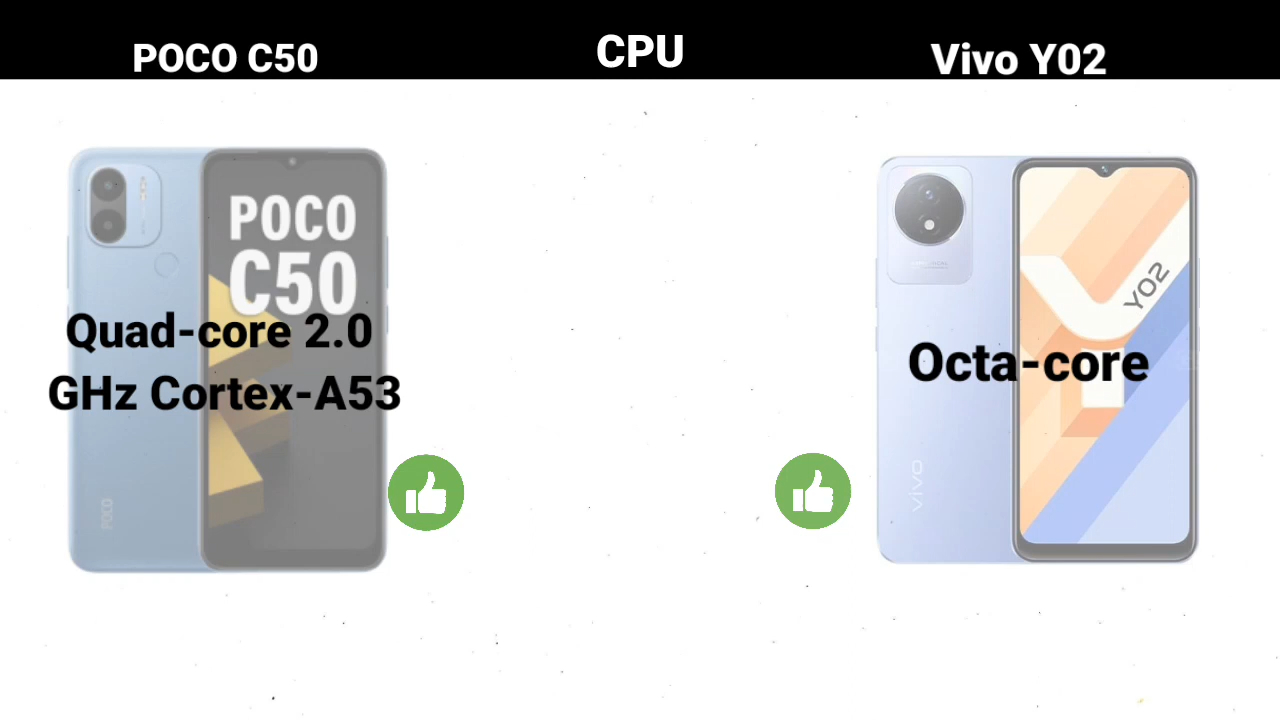 POCO C50
CPU
Vivo Y02
POCO
C50
Quad-core 2.0
GHz Cortex-A53
POCO
Y02
Octa-core
vivo